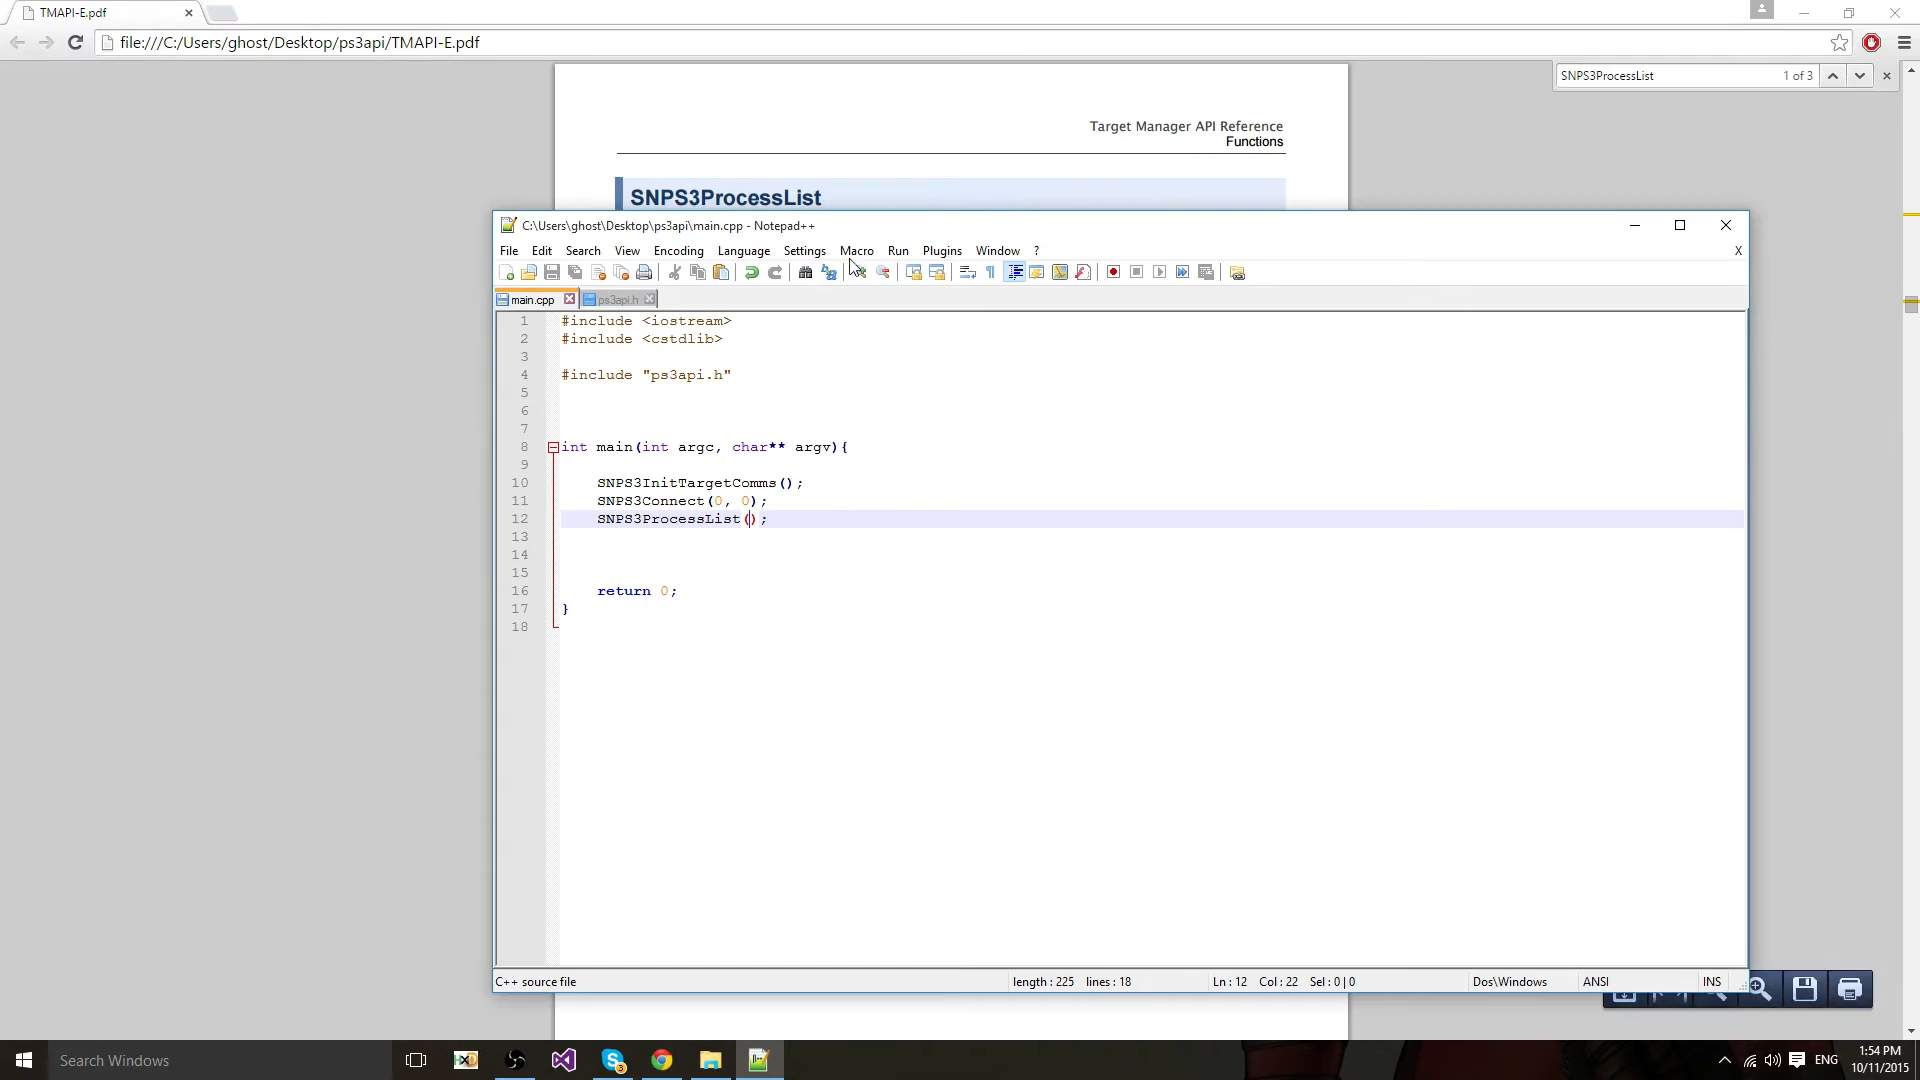 TMAPI-E.pdf
file:///C:/Users/ghost/Desktop/ps3api/TMAPI-E.pdf
SNPS3ProcessList 1 of 3
Target Manager API Reference
Functions
SNPS3ProcessList
C:\Users\ghost\Desktop\ps3api\main.cpp - Notepad++
File Edit Search View Encoding Language Settings Macro Run Plugins Window ? X
main.cpp ps3api.h
1 #include <iostream>
2 #include <cstdlib>
3
4 #include "ps3api.h"
5
6
7
8 int main(int argc, char** argv){
9
10 SNPS3InitTargetComms();
11 SNPS3Connect(0, 0);
12 SNPS3ProcessList();
13
14
15
16 return 0;
17 }
18
C++ source file length : 225 lines : 18 Ln : 12 Col : 22 Sel : 0 | 0 Dos\Windows ANSI INS
Search Windows
ENG
1:54 PM
10/11/2015